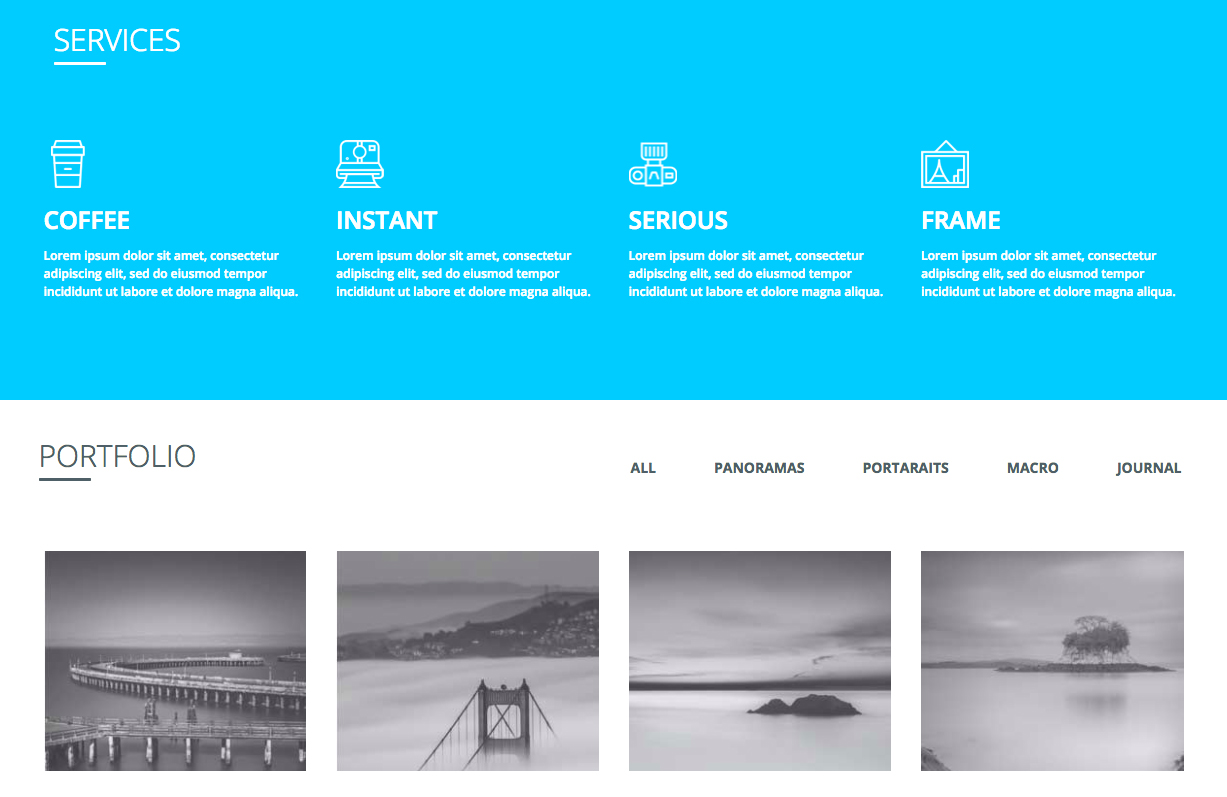 SERVICES
COFFEE
Lorem ipsum dolor sit amet, consectetur
adipiscing elit, sed do eiusmod tempor
incididunt ut labore et dolore magna aliqua.
INSTANT
Lorem ipsum dolor sit amet, consectetur
adipiscing elit, sed do eiusmod tempor
incididunt ut labore et dolore magna aliqua.
SERIOUS
Lorem ipsum dolor sit amet, consectetur
adipiscing elit, sed do eiusmod tempor
incididunt ut labore et dolore magna aliqua.
FRAME
Lorem ipsum dolor sit amet, consectetur
adipiscing elit, sed do eiusmod tempor
incididunt ut labore et dolore magna aliqua.
PORTFOLIO
ALL PANORAMAS PORTARAITS MACRO JOURNAL